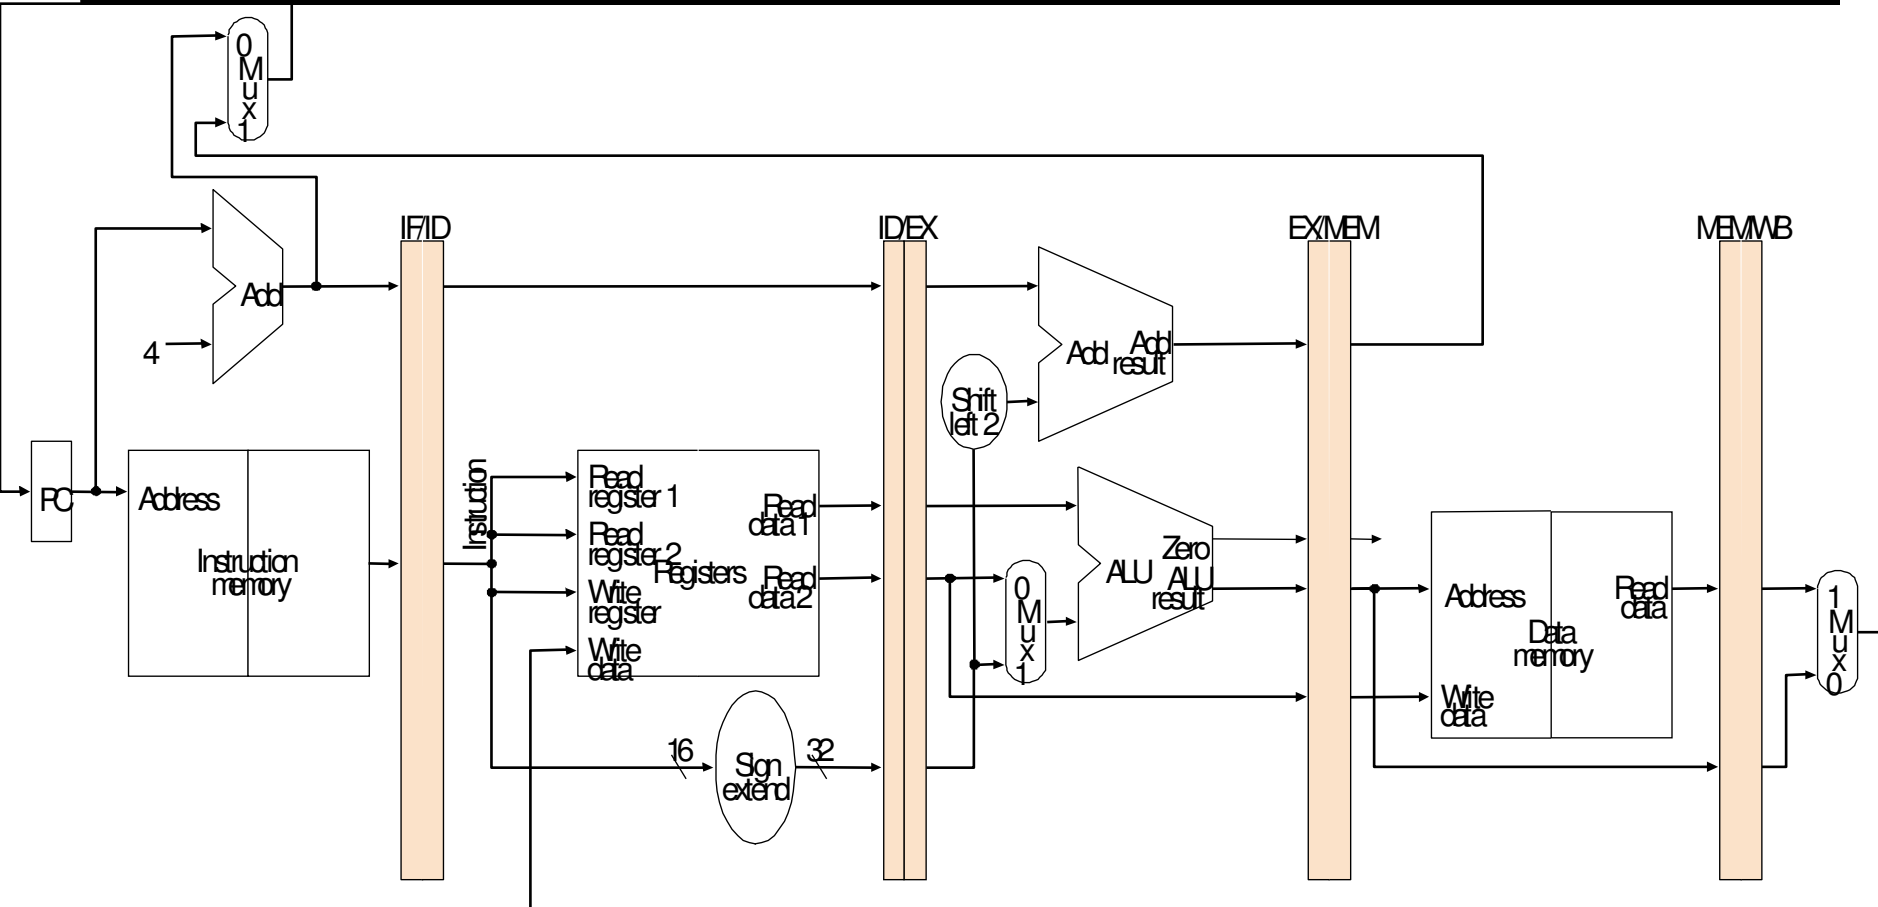 0
M
u
x
1
IF/ID
ID/EX
EX/MEM
MEM/WB
Add
4
Add
Add
result
Shift
left 2
PC
Address
Instruction
memory
Instruction
Read
register 1
Read
register 2
Write
register
Write
data
Registers
Read
data 1
Read
data 2
0
M
u
x
1
ALU
Zero
ALU
result
Address
Read
data
Data
memory
Write
data
1
M
u
x
0
16
Sign
extend
32